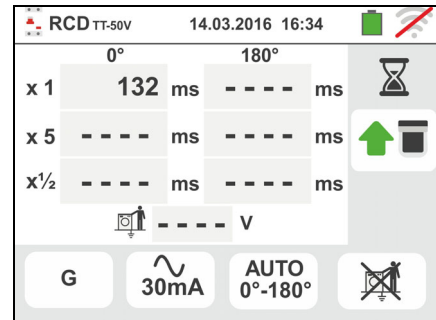 RCD TT-50V 14.03.2016 16:34
0° 180°
x 1 132 ms - - - - ms
x 5 - - - - ms - - - - ms
x½ - - - - ms - - - - ms
- - - - V
G 30mA AUTO 0°-180°